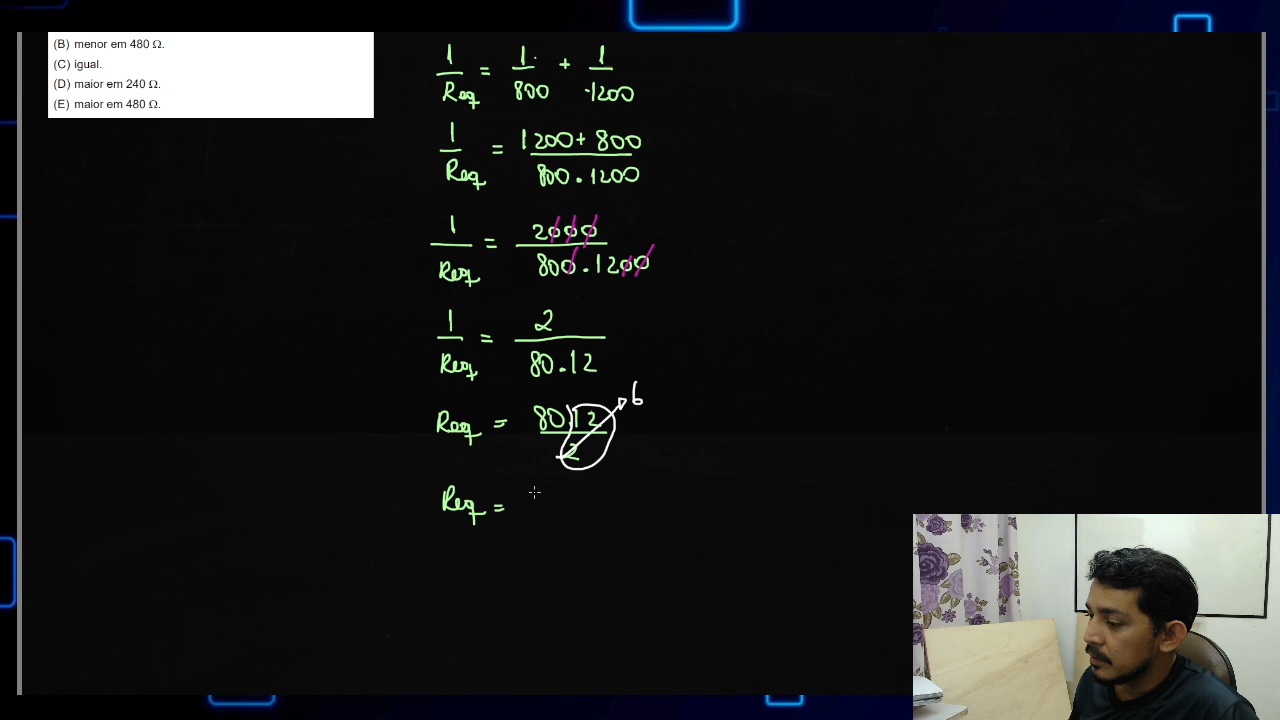 (B) menor em 480 Ω.
(C) igual.
(D) maior em 240 Ω.
(E) maior em 480 Ω.
1/Req = 1/800 + 1/1200
1/Req = 1200 + 800/800 . 1200
1/Req = 2000/800 . 1200
1/Req = 2/80 . 12
Req = 80.12/2 6
Req =